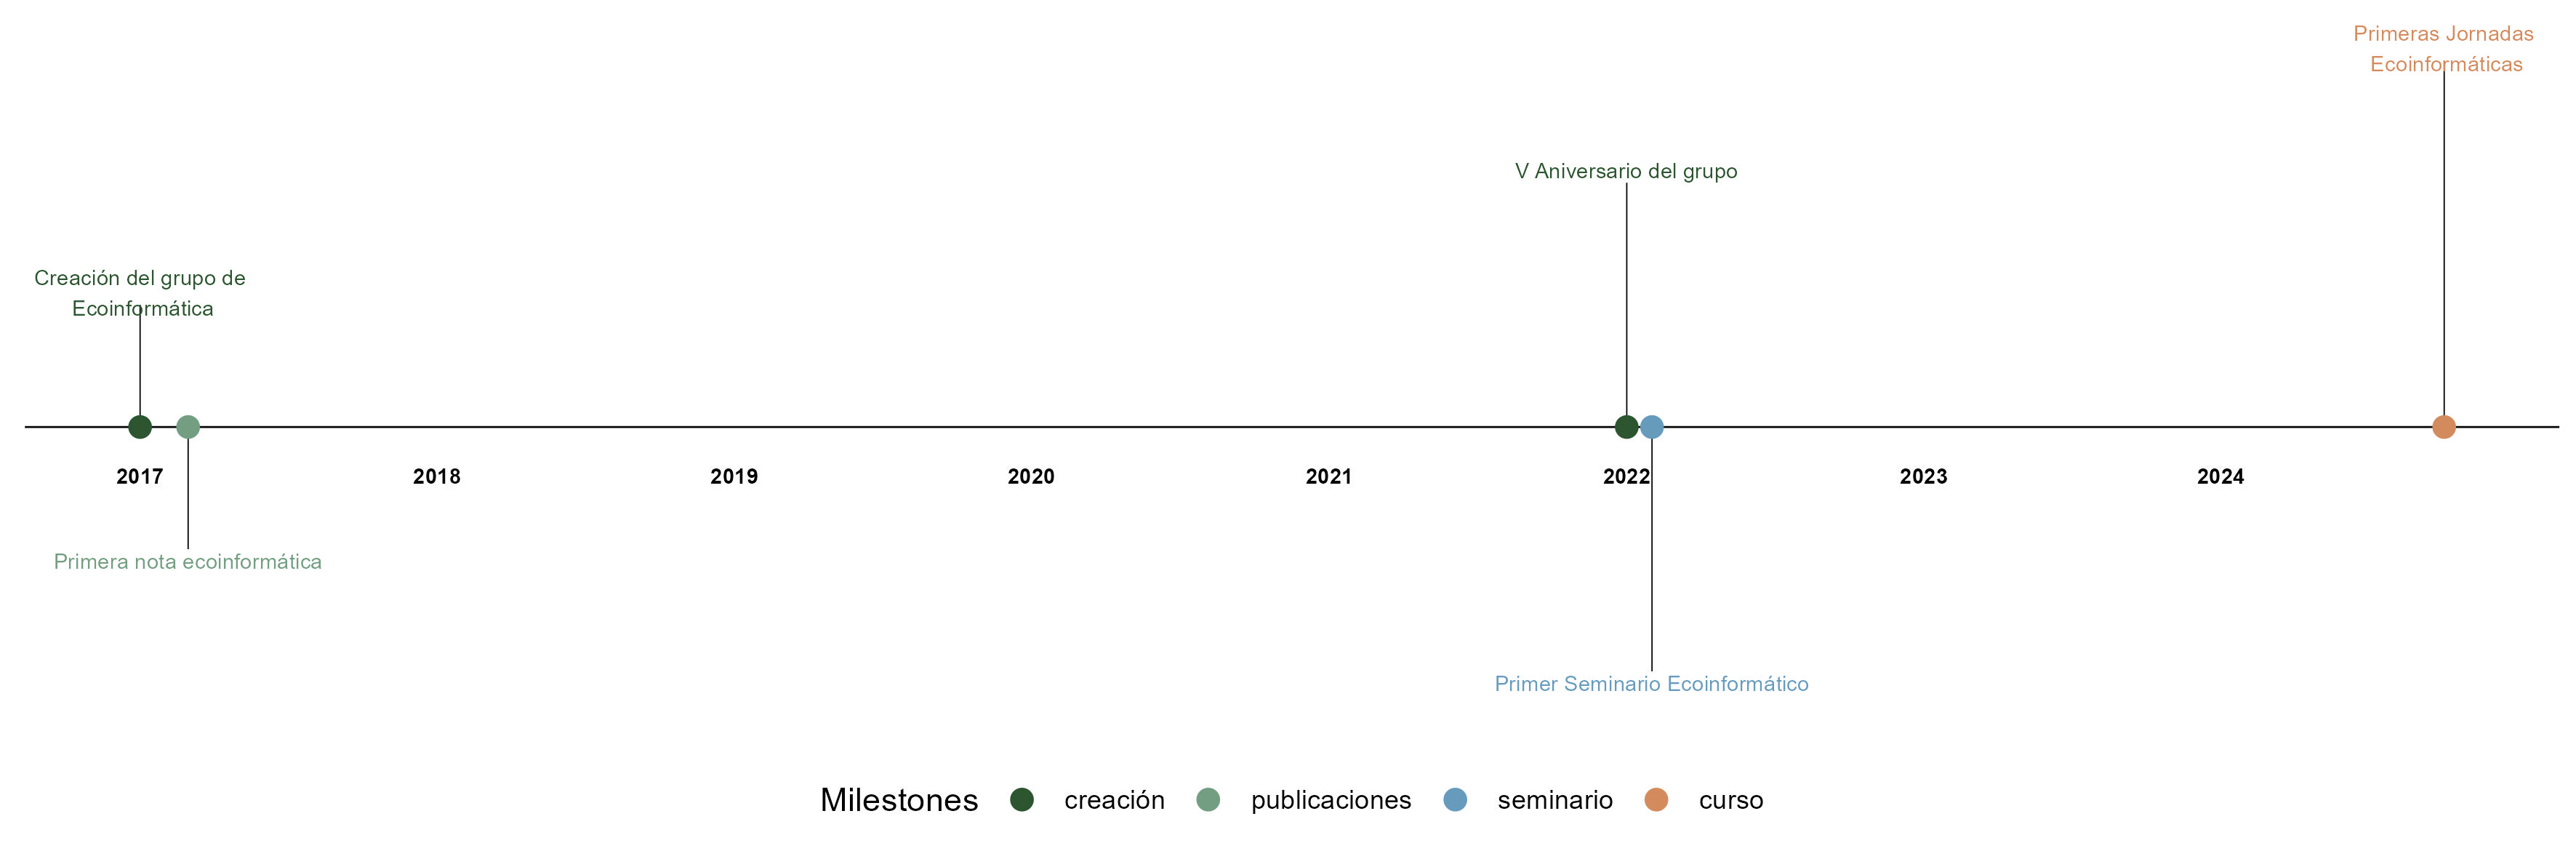 Primeras Jornadas
Ecoinformáticas
V Aniversario del grupo
Creación del grupo de
Ecoinformática
2017 2018 2019 2020 2021 2022 2023 2024
Primera nota ecoinformática
Primer Seminario Ecoinformático
Milestones creación publicaciones seminario curso